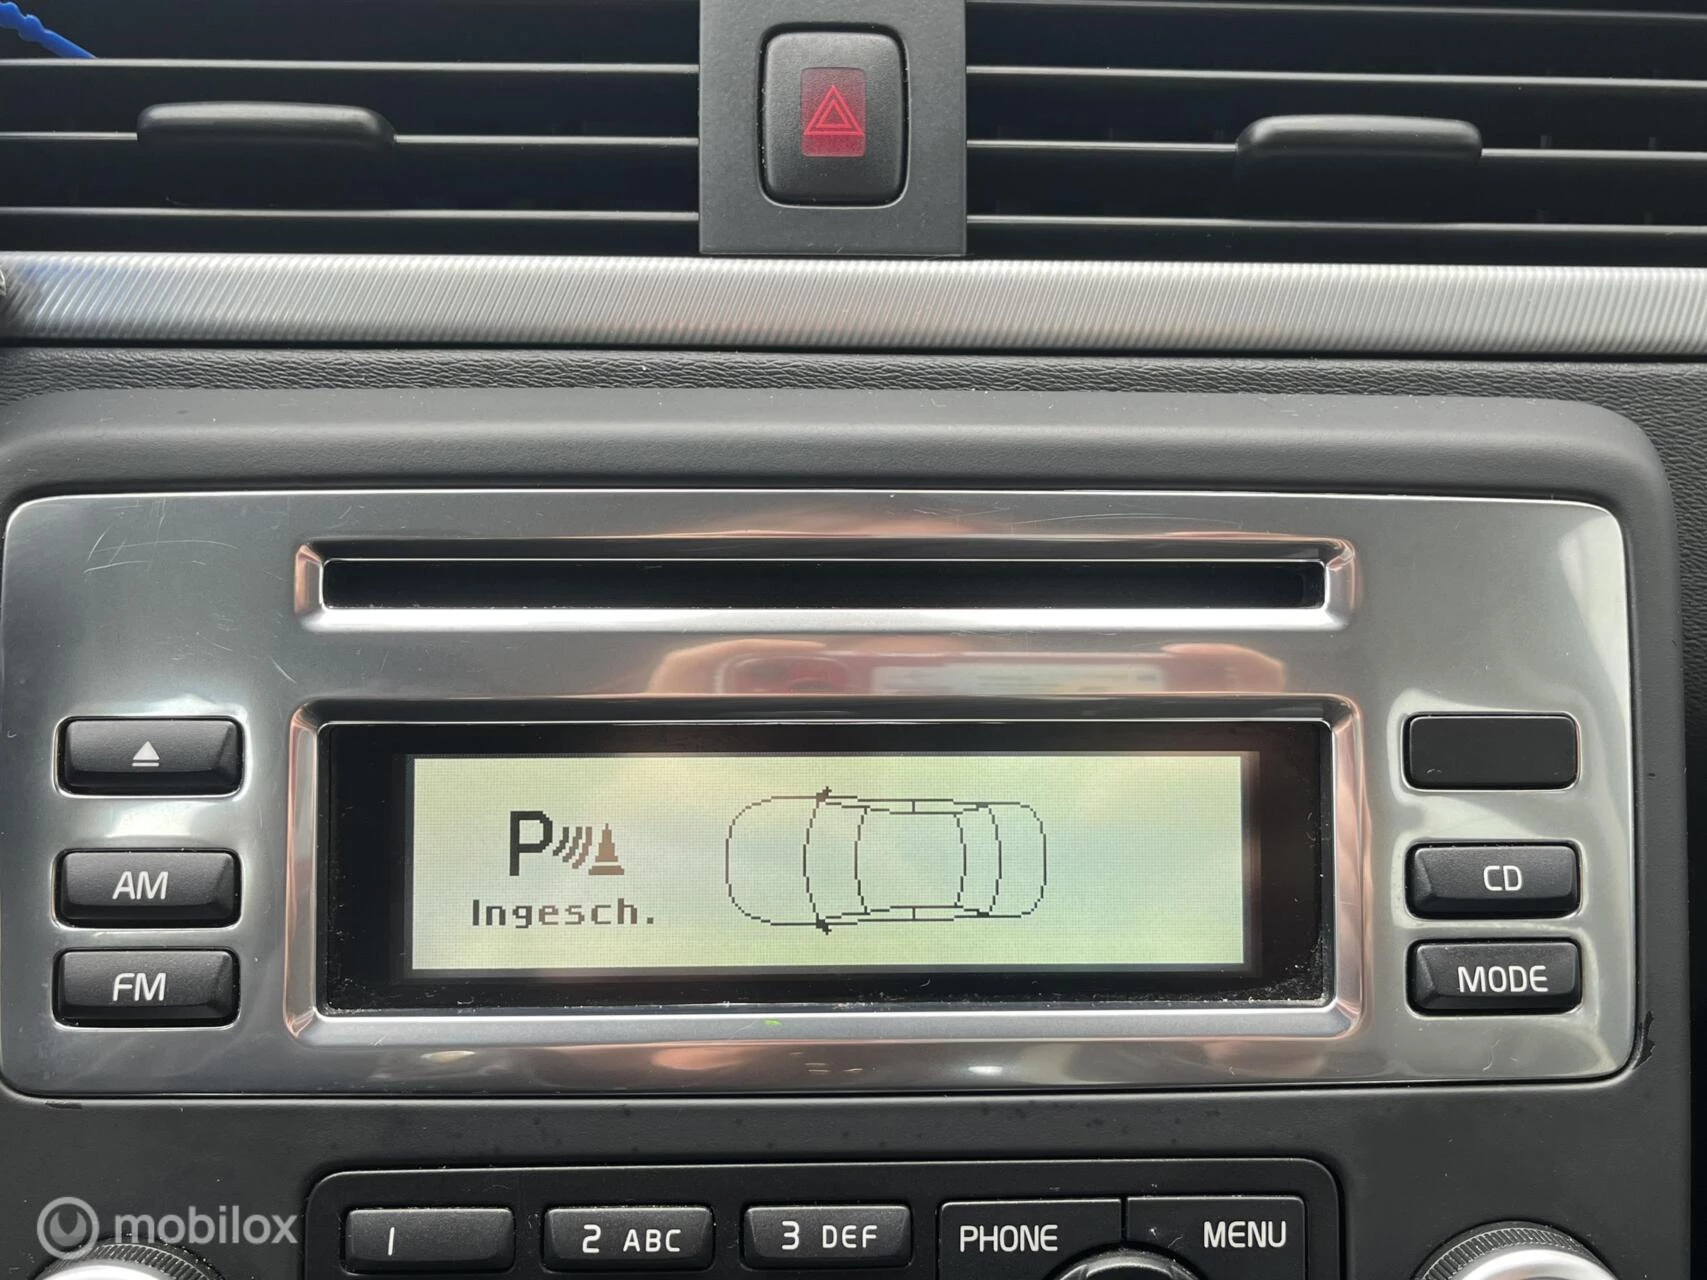 AM
FM
P
Ingesch.
CD
MODE
1
2 ABC
3 DEF
PHONE
MENU
mobilox